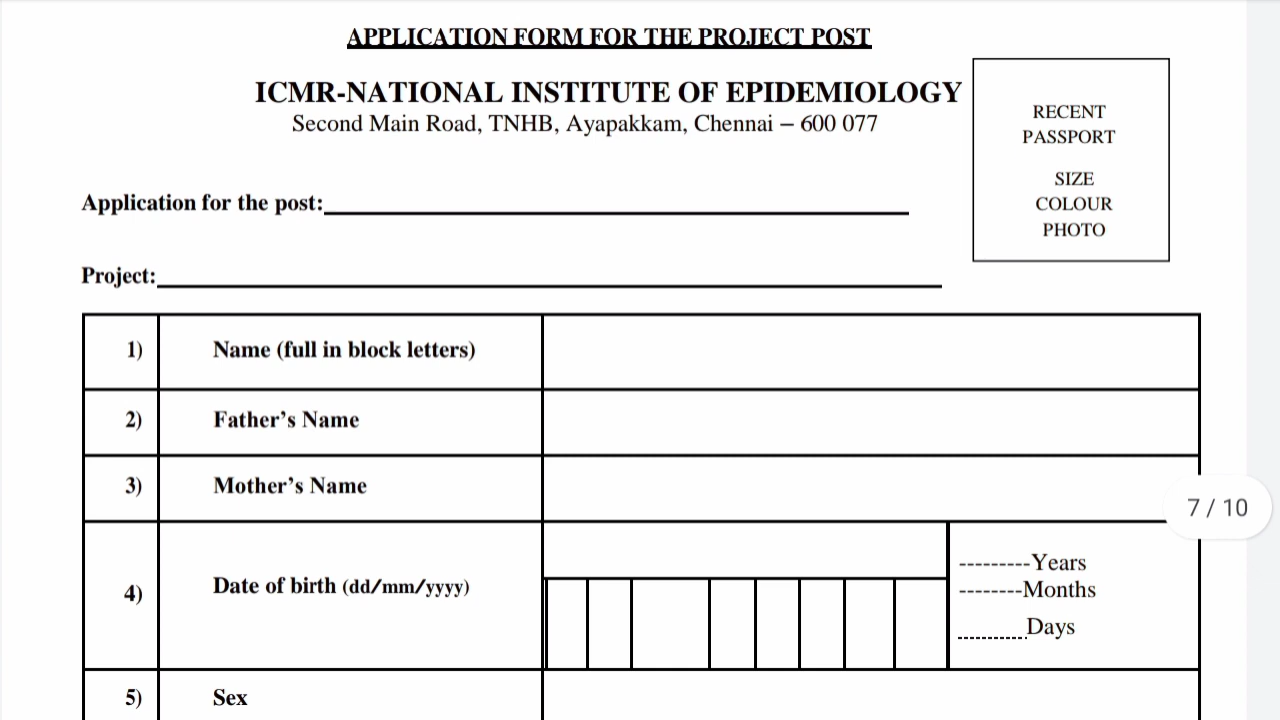 APPLICATION FORM FOR THE PROJECT POST
ICMR-NATIONAL INSTITUTE OF EPIDEMIOLOGY
Second Main Road, TNHB, Ayapakkam, Chennai – 600 077
RECENT
PASSPORT
SIZE
COLOUR
PHOTO
Application for the post:
Project:
1) Name (full in block letters)
2) Father's Name
3) Mother's Name
7 / 10
4) Date of birth (dd/mm/yyyy)
---------Years
--------Months
..........Days
5) Sex